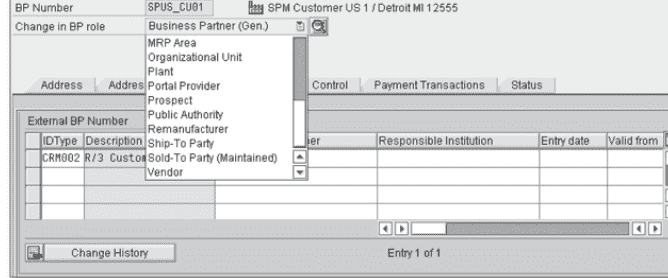 BP Number SPUS_CU01 SPM Customer US 1 / Detroit MI 12555
Change in BP role Business Partner (Gen.)
MRP Area
Organizational Unit
Plant
Portal Provider
Prospect
Public Authority
Remanufacturer
Ship-To Party
Sold-To Party (Maintained)
Vendor
Address Addres Control Payment Transactions Status
External BP Number
IDType Description ber Responsible Institution Entry date Valid from
CRM002 R/3 Custom
Change History Entry 1 of 1